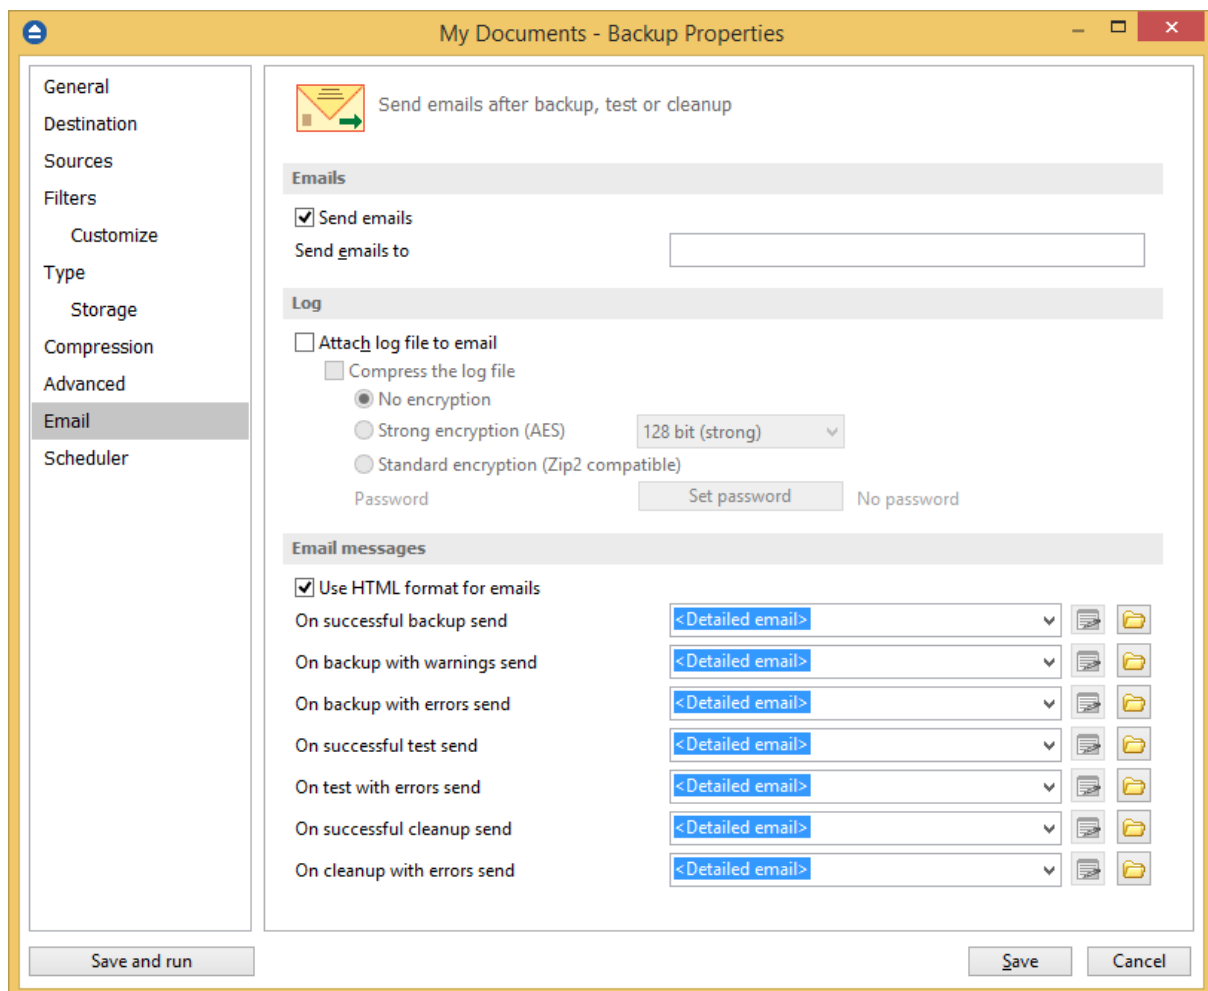 My Documents - Backup Properties
General
Destination
Sources
Filters
Customize
Type
Storage
Compression
Advanced
Email
Scheduler
Send emails after backup, test or cleanup
Emails
Send emails
Send emails to
Log
Attach log file to email
Compress the log file
No encryption
Strong encryption (AES) 128 bit (strong)
Standard encryption (Zip2 compatible)
Password Set password No password
Email messages
Use HTML format for emails
On successful backup send <Detailed email>
On backup with warnings send <Detailed email>
On backup with errors send <Detailed email>
On successful test send <Detailed email>
On test with errors send <Detailed email>
On successful cleanup send <Detailed email>
On cleanup with errors send <Detailed email>
Save and run Save Cancel